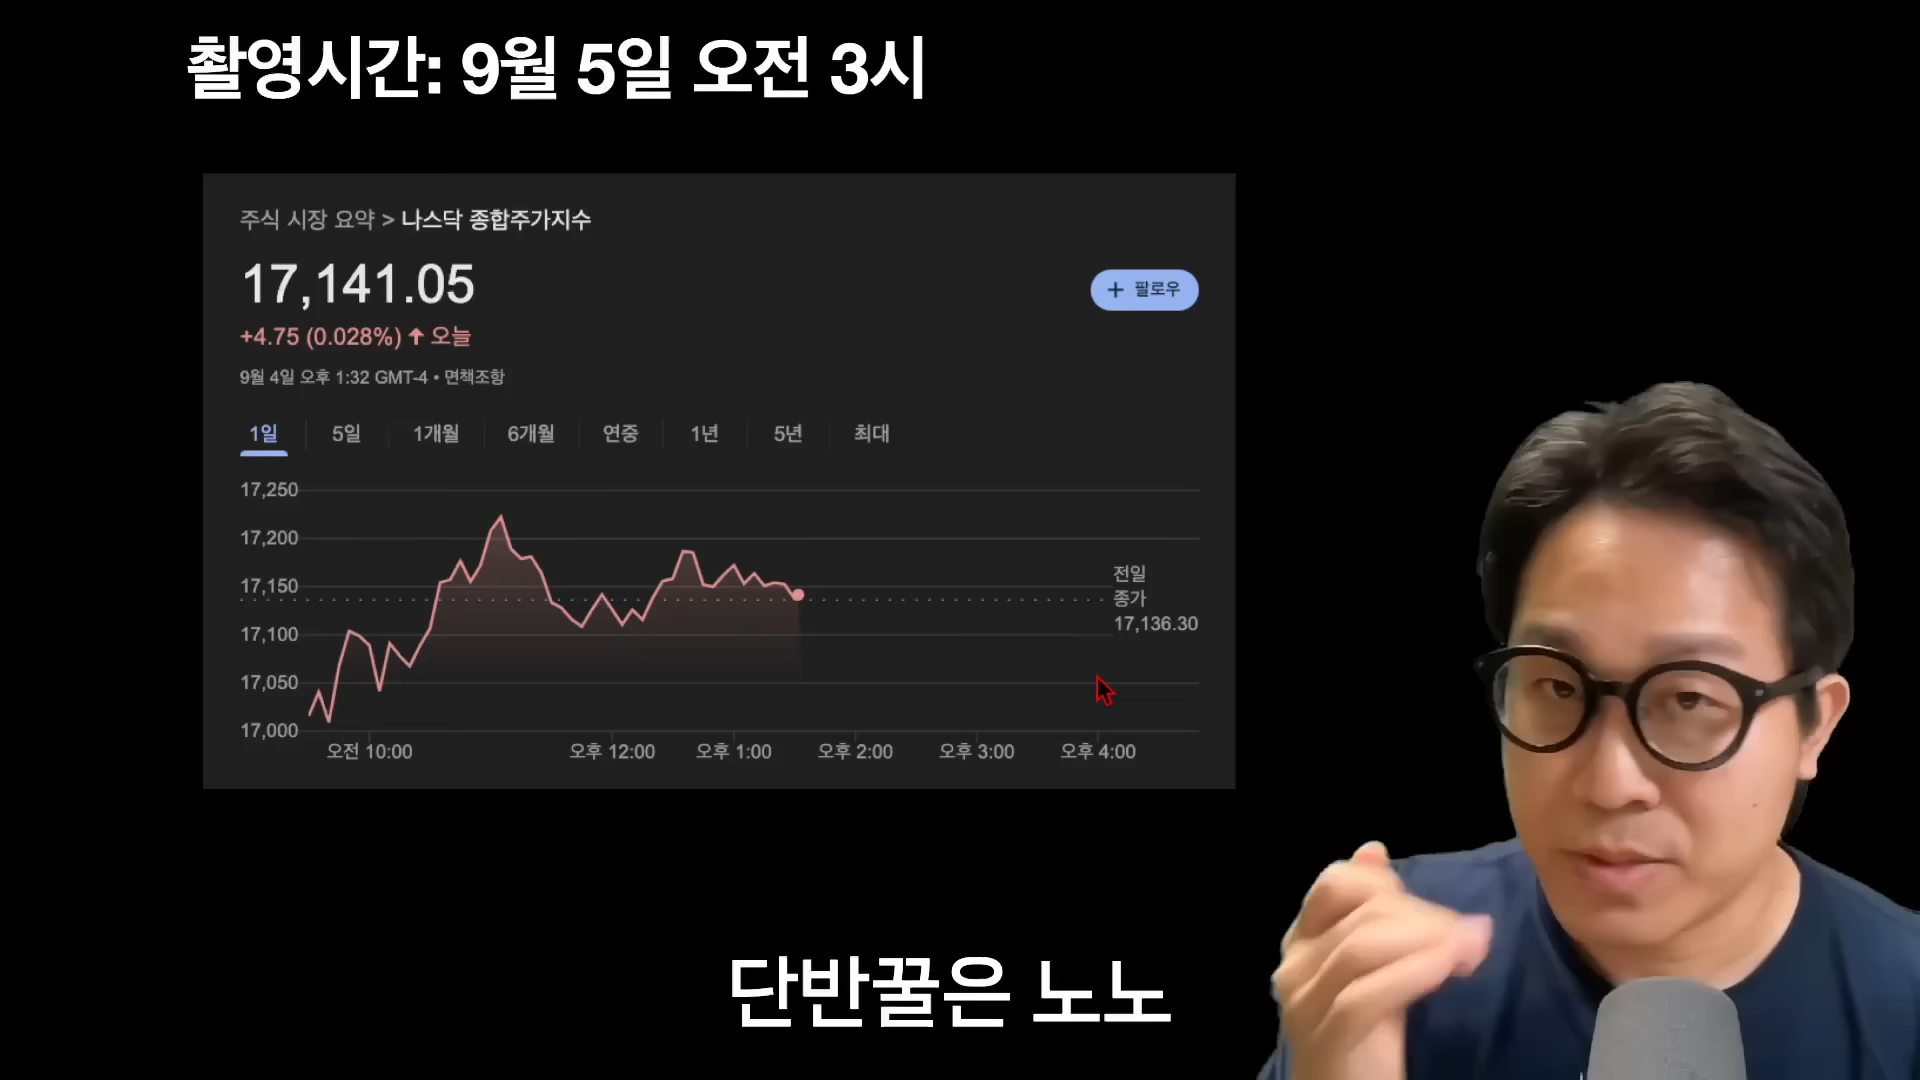 촬영시간: 9월 5일 오전 3시
주식 시장 요약 > 나스닥 종합주가지수
17,141.05
+ 팔로우
+4.75 (0.028%) ↑ 오늘
9월 4일 오후 1:32 GMT-4 • 면책조항
1일 5일 1개월 6개월 연중 1년 5년 최대
17,250
17,200
17,150
17,100
17,050
17,000
전일
종가
17,136.30
오전 10:00 오후 12:00 오후 1:00 오후 2:00 오후 3:00 오후 4:00
단반꿀은 노노